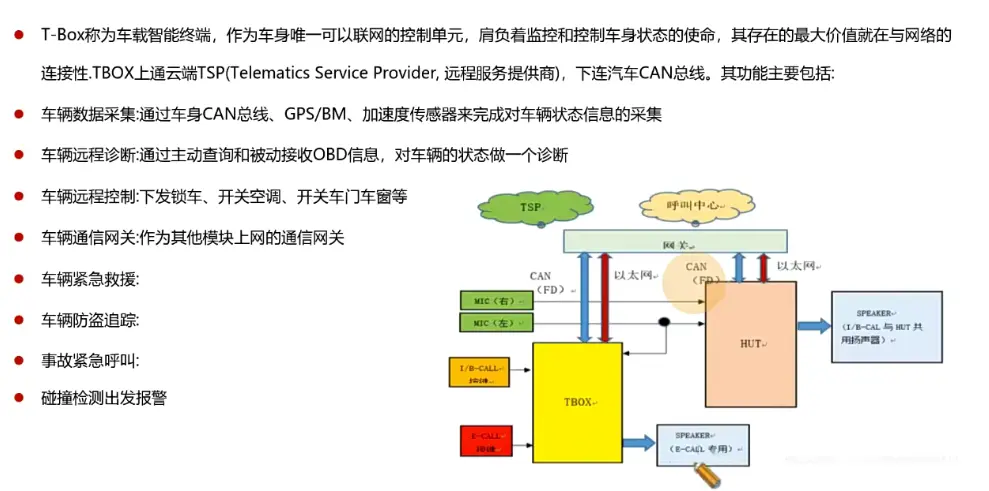 T-Box称为车载智能终端，作为车身唯一可以联网的控制单元，肩负着监控和控制车身状态的使命，其存在的最大价值就在与网络的
连接性.TBOX上通云端TSP(Telematics Service Provider, 远程服务提供商)，下连汽车CAN总线。其功能主要包括:
车辆数据采集:通过车身CAN总线、GPS/BM、加速度传感器来完成对车辆状态信息的采集
车辆远程诊断:通过主动查询和被动接收OBD信息，对车辆的状态做一个诊断
车辆远程控制:下发锁车、开关空调、开关车门车窗等
车辆通信网关:作为其他模块上网的通信网关
车辆紧急救援:
车辆防盗追踪:
事故紧急呼叫:
碰撞检测出发报警
TSP
呼叫中心
网关
CAN
（FD）
以太网
CAN
（FD）
以太网
MIC（右）
MIC（左）
HUT
SPEAKER
（I/B-CAL 与 HUT 共
用扬声器）
I/B-CALL
按键
TBOX
E-CALL
按键
SPEAKER
（E-CALL 专用）